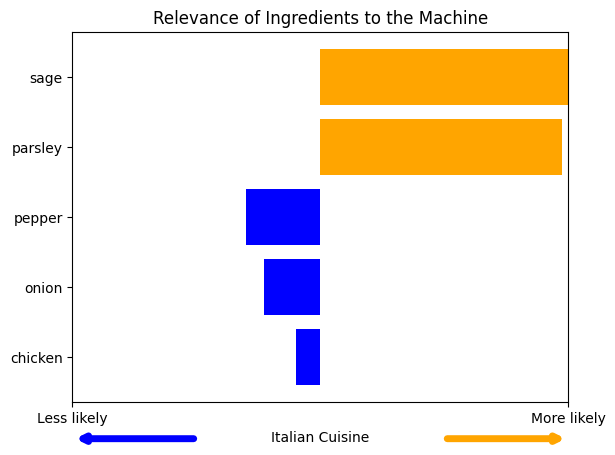 Relevance of Ingredients to the Machine
sage
parsley
pepper
onion
chicken
Less likely
More likely
Italian Cuisine